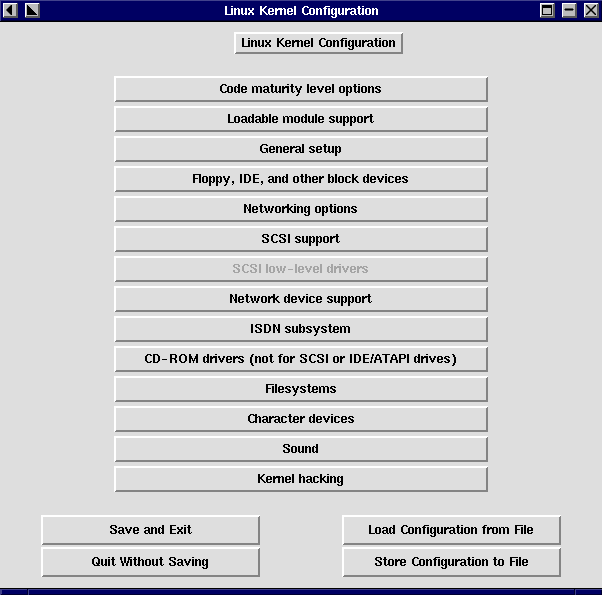 Linux Kernel Configuration
Linux Kernel Configuration
Code maturity level options
Loadable module support
General setup
Floppy, IDE, and other block devices
Networking options
SCSI support
SCSI low-level drivers
Network device support
ISDN subsystem
CD-ROM drivers (not for SCSI or IDE/ATAPI drives)
Filesystems
Character devices
Sound
Kernel hacking
Save and Exit
Load Configuration from File
Quit Without Saving
Store Configuration to File